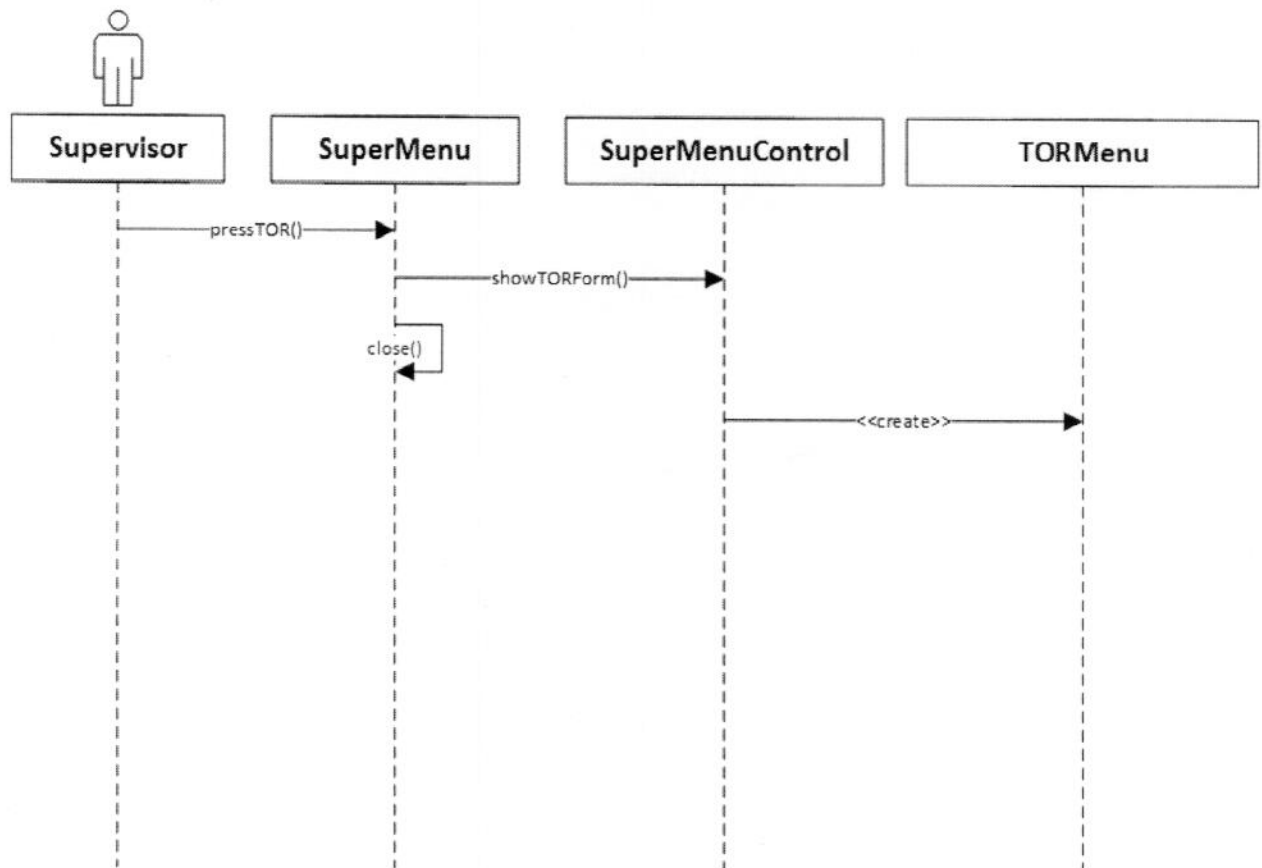 Supervisor
SuperMenu
SuperMenuControl
TORMenu
pressTOR()
showTORForm()
close()
<<create>>